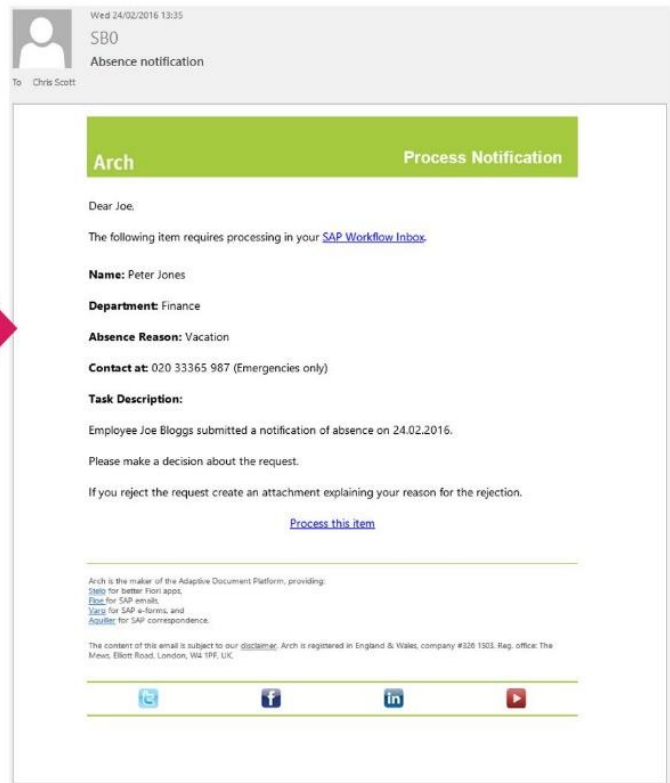 Wed 24/02/2016 13:35
SB0
Absence notification
To Chris Scott
Arch
Process Notification
Dear Joe,
The following item requires processing in your SAP Workflow Inbox.
Name: Peter Jones
Department: Finance
Absence Reason: Vacation
Contact at: 020 33365 987 (Emergencies only)
Task Description:
Employee Joe Bloggs submitted a notification of absence on 24.02.2016.
Please make a decision about the request.
If you reject the request create an attachment explaining your reason for the rejection.
Process this item
Arch is the maker of the Adaptive Document Platform, providing:
Stelo for better Fiori apps,
Floe for SAP emails,
Varo for SAP e-forms, and
Aquiller for SAP correspondence.
The content of this email is subject to our disclaimer. Arch is registered in England & Wales, company #326 1503. Reg. office: The
Mews, Elliott Road, London, W4 1PF, UK.